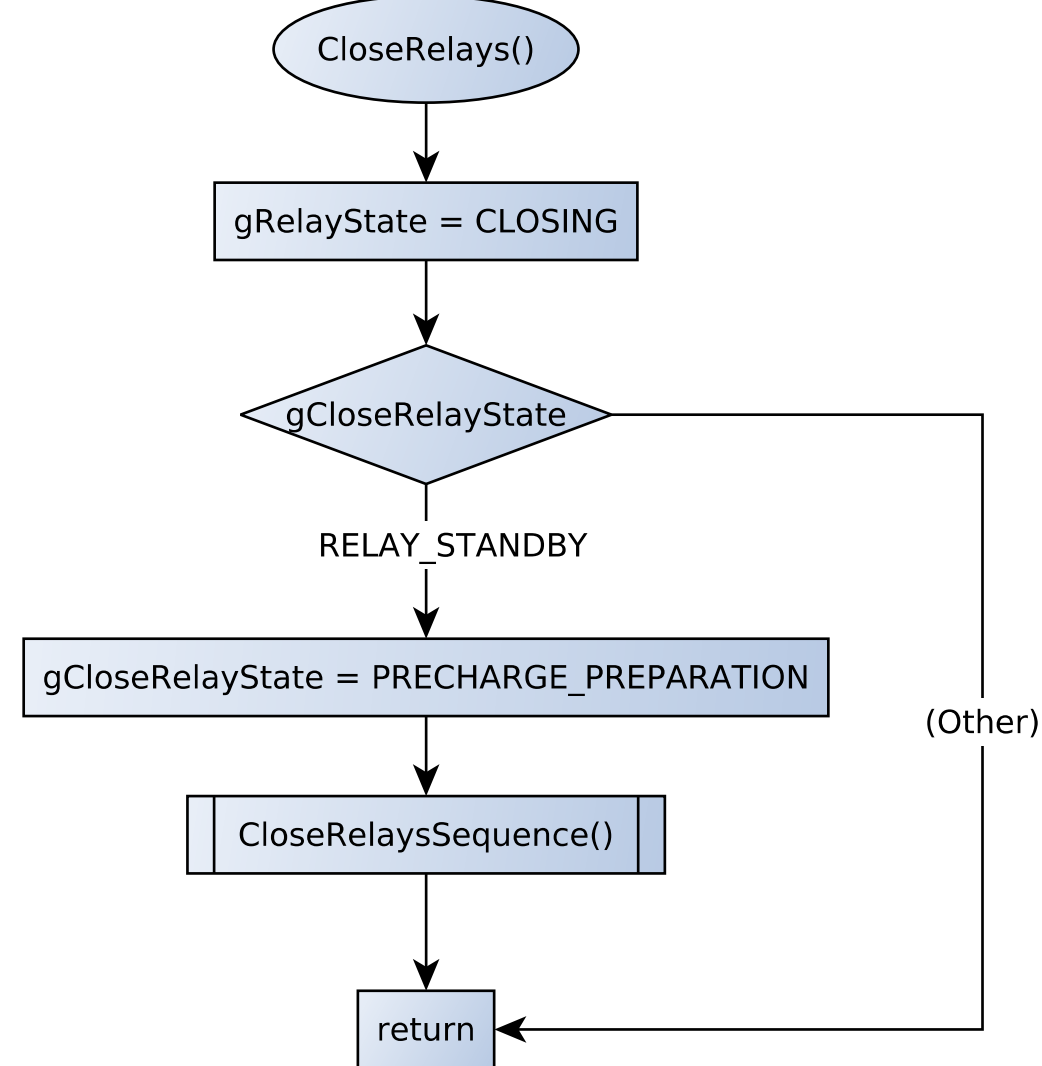 CloseRelays()
gRelayState = CLOSING
gCloseRelayState
RELAY_STANDBY
gCloseRelayState = PRECHARGE_PREPARATION
(Other)
CloseRelaysSequence()
return